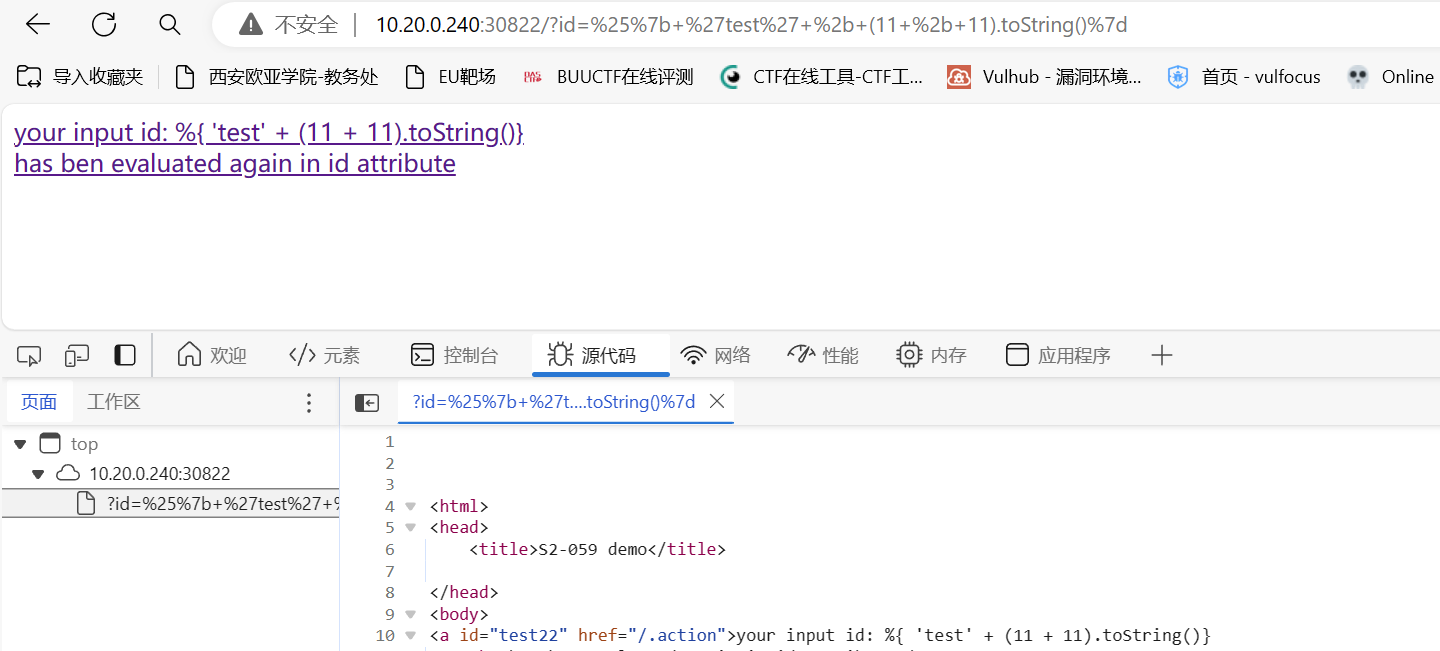 不安全 10.20.0.240:30822/?id=%25%7b+%27test%27+%2b+(11+%2b+11).toString()%7d
导入收藏夹 西安欧亚学院-教务处 EU靶场 BUUCTF在线评测 CTF在线工具-CTF工... Vulhub - 漏洞环境... 首页 - vulfocus Online
your input id: %{ 'test' + (11 + 11).toString()}
has ben evaluated again in id attribute
欢迎 </> 元素 控制台 源代码 网络 性能 内存 应用程序
页面 工作区 ?id=%25%7b+%27t....toString()%7d
top
10.20.0.240:30822
?id=%25%7b+%27test%27+%
1
2
3
4 <html>
5 <head>
6 <title>S2-059 demo</title>
7
8 </head>
9 <body>
10 <a id="test22" href="/.action">your input id: %{ 'test' + (11 + 11).toString()}